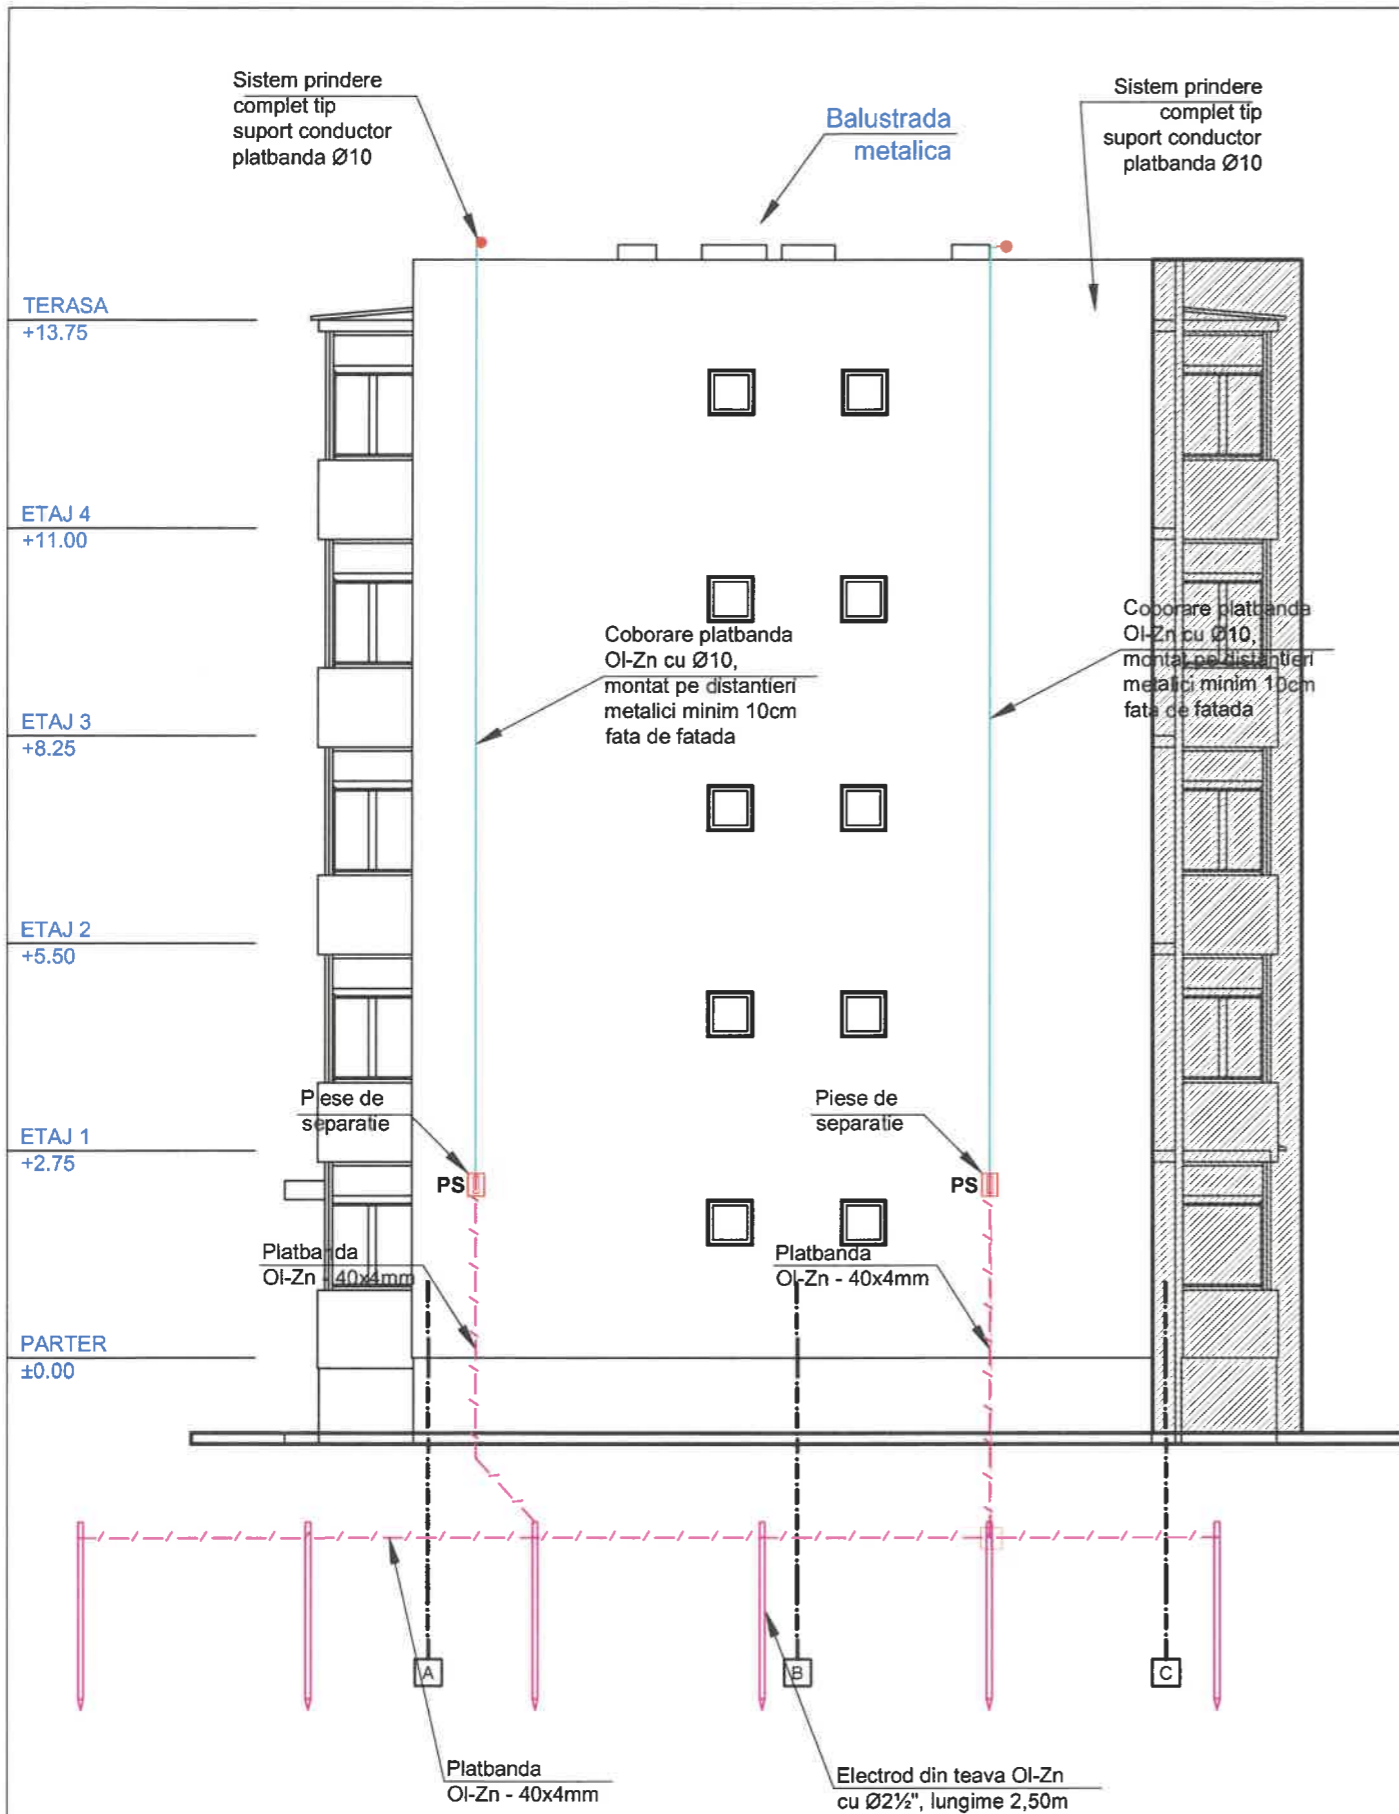 Sistem prindere
complet tip
suport conductor
platbanda Ø10
Balustrada
metalica
Sistem prindere
complet tip
suport conductor
platbanda Ø10
TERASA
+13.75
ETAJ 4
+11.00
Coborare platbanda
Ol-Zn cu Ø10,
montat pe distantieri
metalici minim 10cm
fata de fatada
Coborare platbanda
Ol-Zn cu Ø10,
montat pe distantieri
metalici minim 10cm
fata de fatada
ETAJ 3
+8.25
ETAJ 2
+5.50
Piese de
separatie
Piese de
separatie
ETAJ 1
+2.75
PS
PS
Platbanda
Ol-Zn - 40x4mm
Platbanda
Ol-Zn - 40x4mm
PARTER
±0.00
A
B
C
Platbanda
Ol-Zn - 40x4mm
Electrod din teava Ol-Zn
cu Ø2½", lungime 2,50m